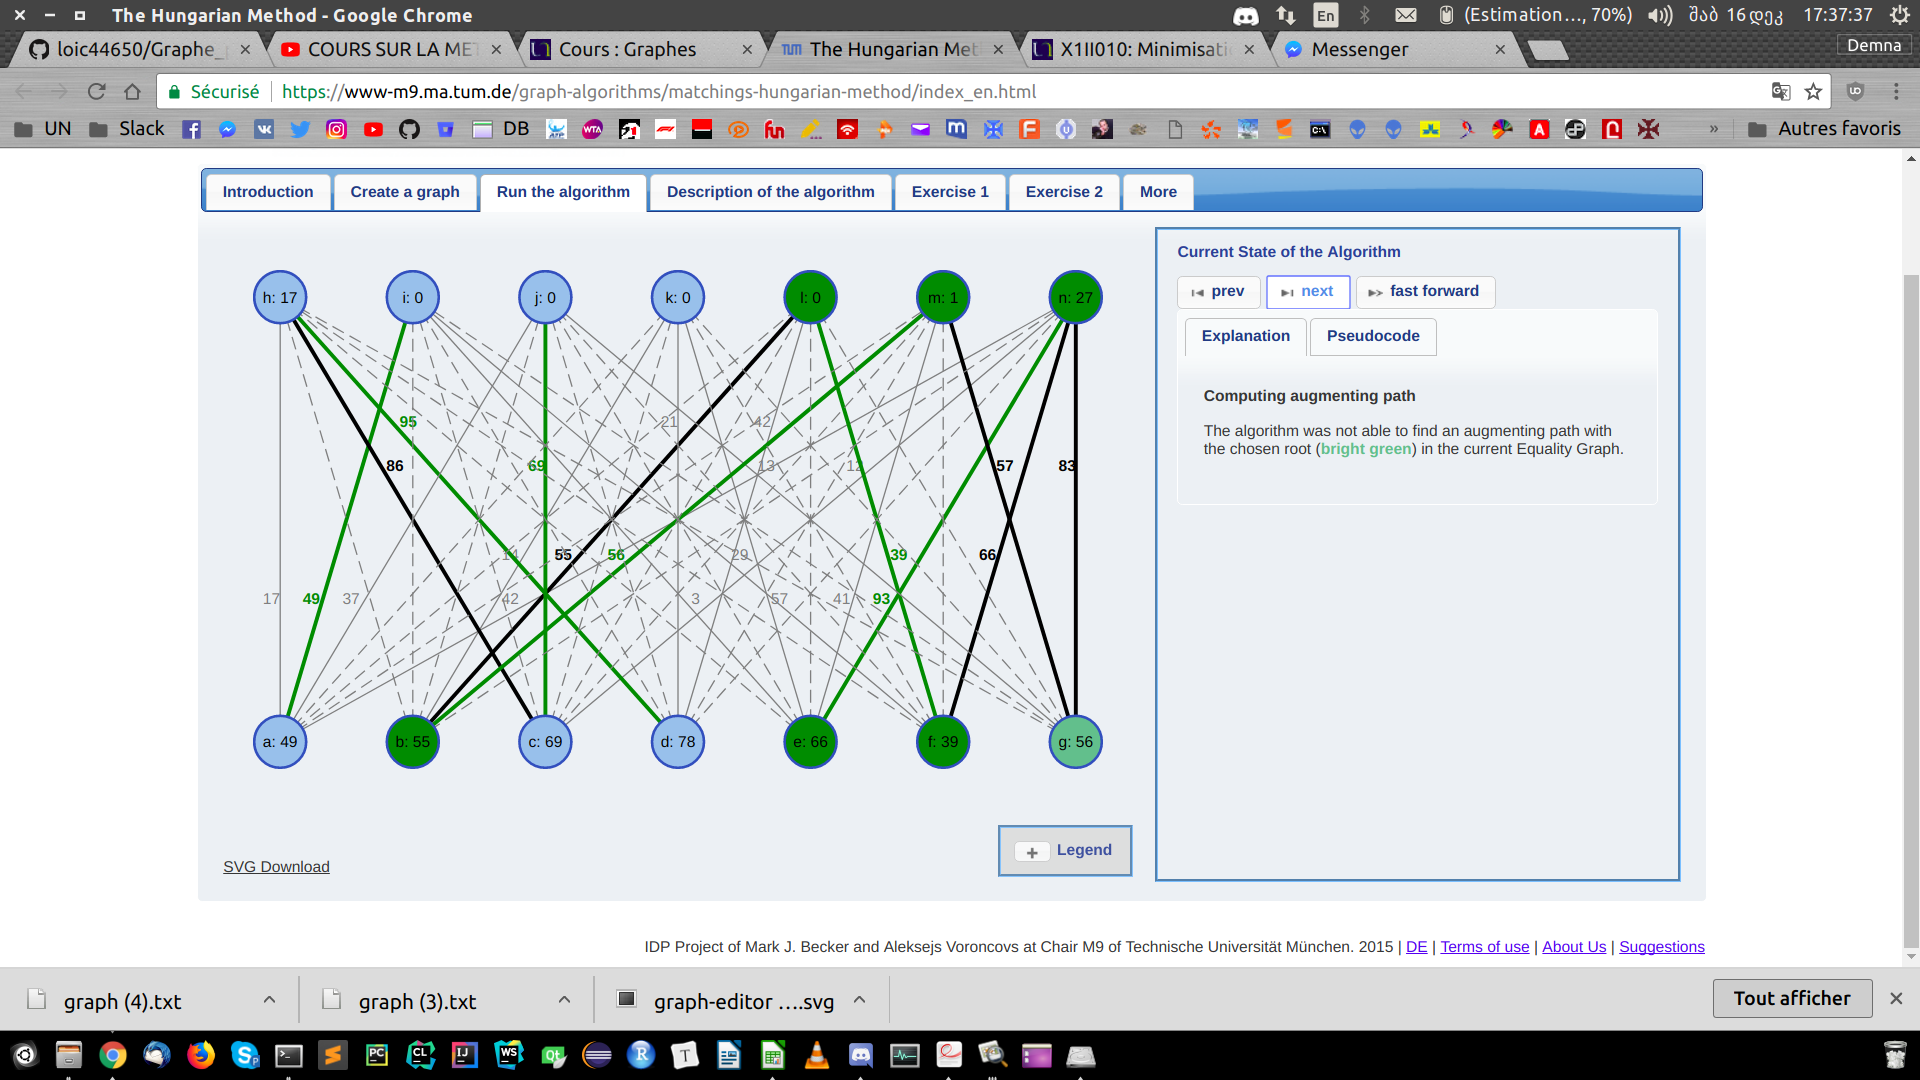 The Hungarian Method - Google Chrome
En
(Estimation..., 70%)
შაბ 16 დეკ 17:37:37
loic44650/Graphe_
COURS SUR LA MET
Cours : Graphes
The Hungarian Met
X1II010: Minimisati
Messenger
Demna
Sécurisé
https://www-m9.ma.tum.de/graph-algorithms/matchings-hungarian-method/index_en.html
UN
Slack
DB
»
Autres favoris
Introduction
Create a graph
Run the algorithm
Description of the algorithm
Exercise 1
Exercise 2
More
Current State of the Algorithm
prev
next
fast forward
Explanation
Pseudocode
Computing augmenting path
The algorithm was not able to find an augmenting path with
the chosen root (bright green) in the current Equality Graph.
h: 17
i: 0
j: 0
k: 0
l: 0
m: 1
n: 27
95
21
42
86
69
13
57
83
55
56
29
39
66
17
49
37
42
3
57
41
93
a: 49
b: 55
c: 69
d: 78
e: 66
f: 39
g: 56
Legend
SVG Download
IDP Project of Mark J. Becker and Aleksejs Voroncovs at Chair M9 of Technische Universität München. 2015 | DE | Terms of use | About Us | Suggestions
graph (4).txt
graph (3).txt
graph-editor ....svg
Tout afficher